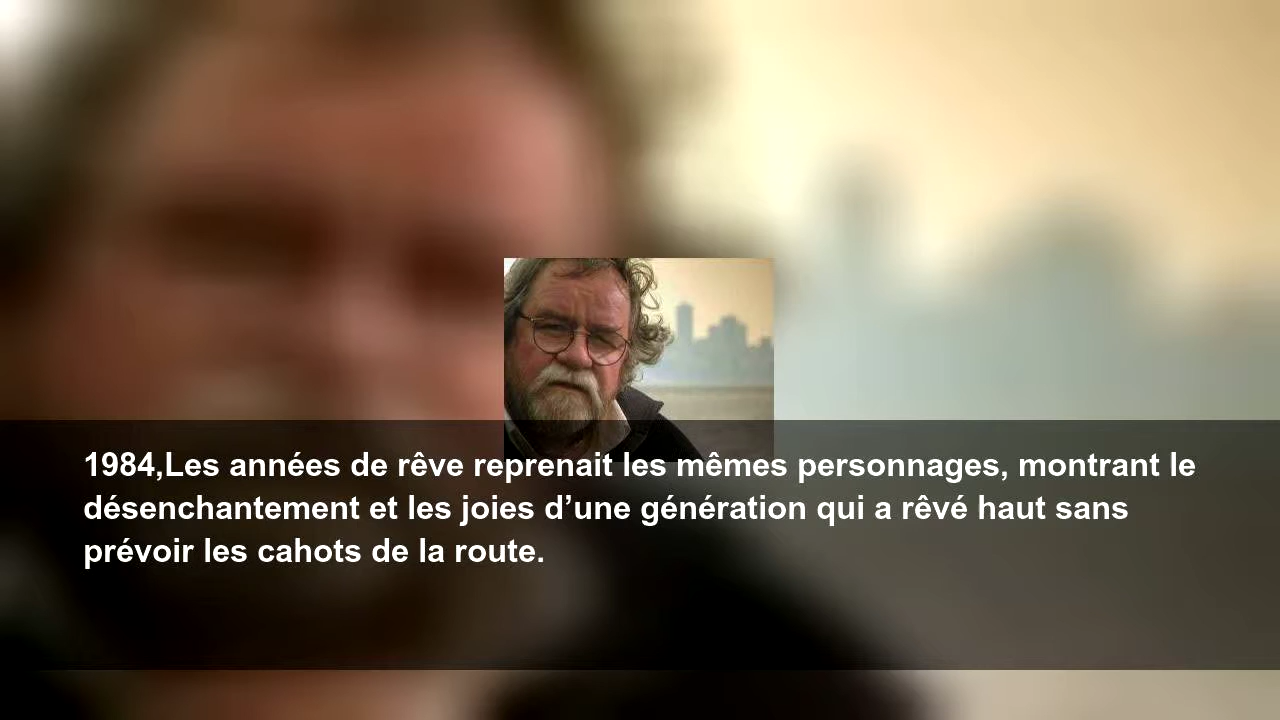 1984,Les années de rêve reprenait les mêmes personnages, montrant le
désenchantement et les joies d’une génération qui a rêvé haut sans
prévoir les cahots de la route.